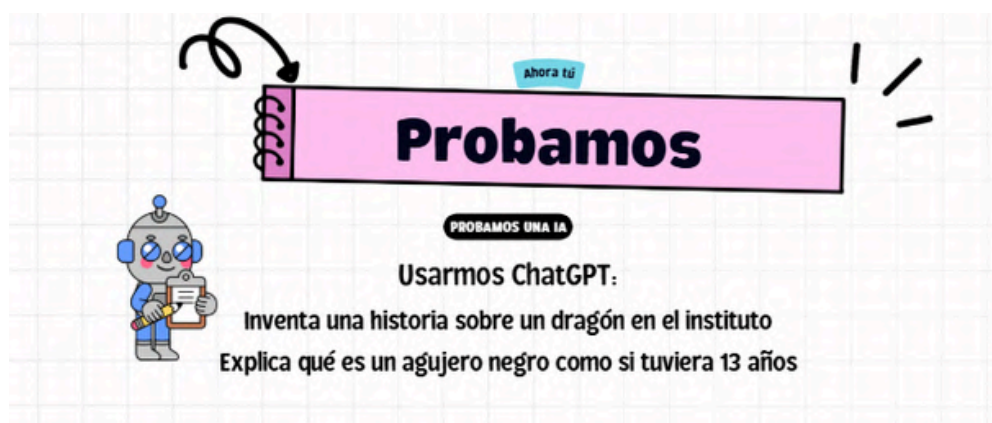 Ahora tú
Probamos
PROBAMOS UNA IA
Usarmos ChatGPT:
Inventa una historia sobre un dragón en el instituto
Explica qué es un agujero negro como si tuviera 13 años